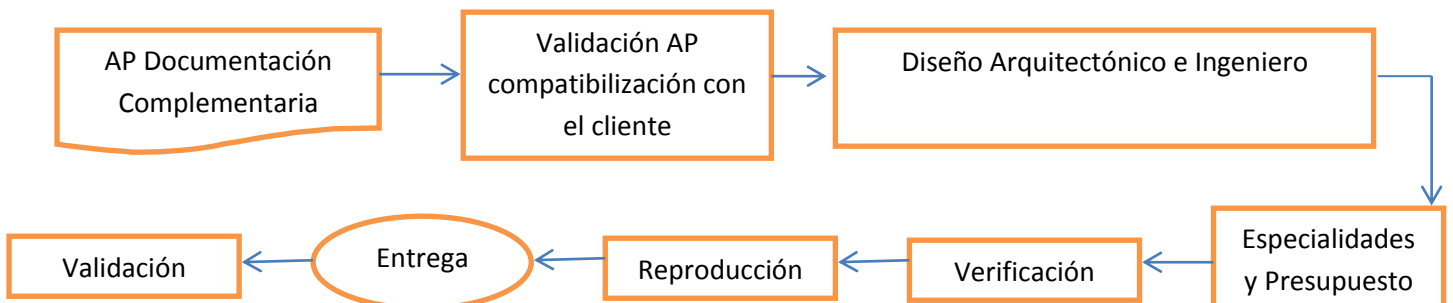 AP Documentación
Complementaria
Validación AP
compatibilización con
el cliente
Diseño Arquitectónico e Ingeniero
Especialidades
y Presupuesto
Verificación
Reproducción
Entrega
Validación